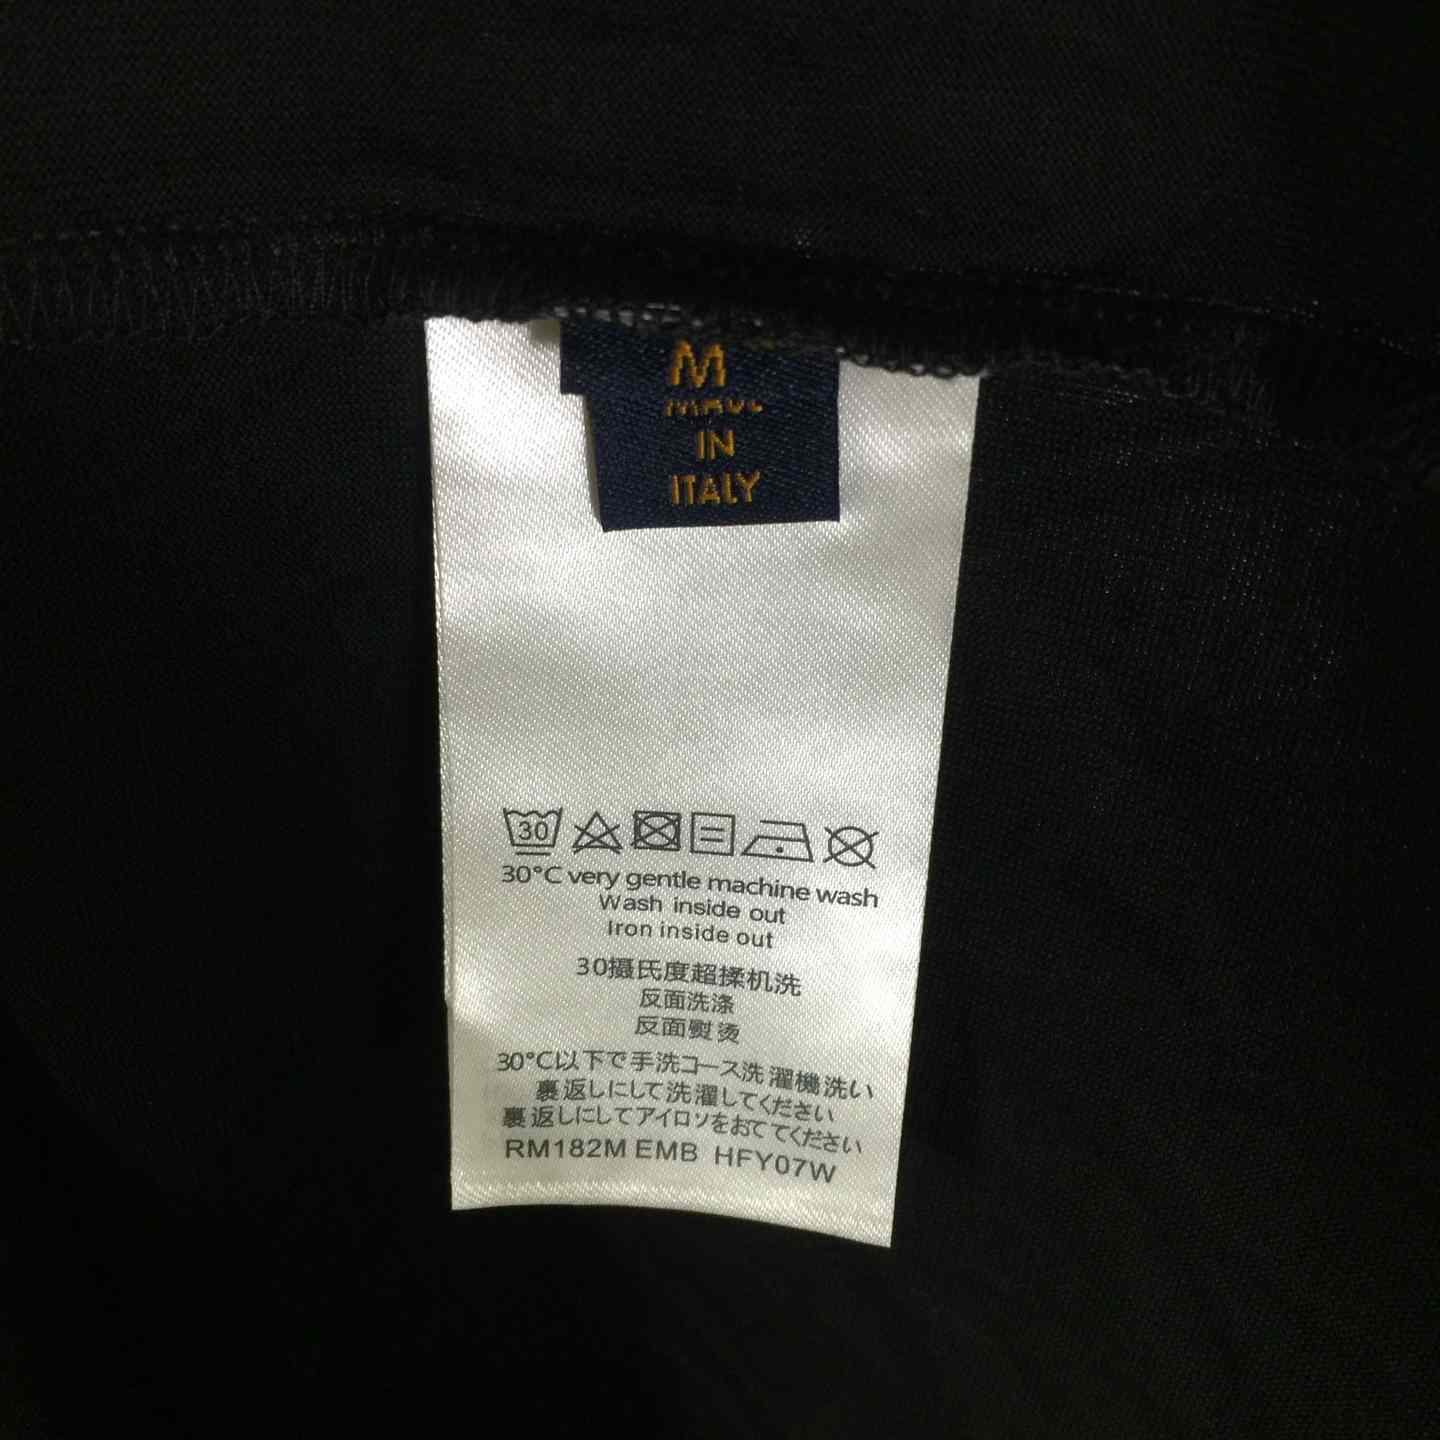 M
MADE
IN
ITALY
30
30°C very gentle machine wash
Wash inside out
Iron inside out
30摄氏度超揉机洗
反面洗涤
反面熨烫
30°C以下で手洗コース洗濯機洗い
裏返しにして洗濯してください
裏返しにしてアイロソをおててください
RM182M EMB HFY07W